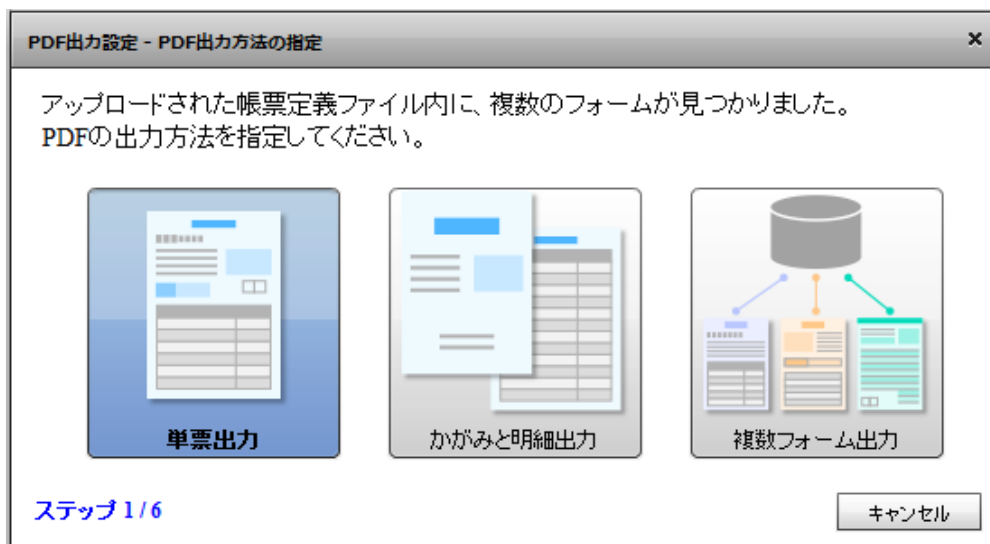 PDF出力設定 - PDF出力方法の指定
×
アップロードされた帳票定義ファイル内に、複数のフォームが見つかりました。
PDFの出力方法を指定してください。
単票出力
かがみと明細出力
複数フォーム出力
ステップ 1 / 6
キャンセル